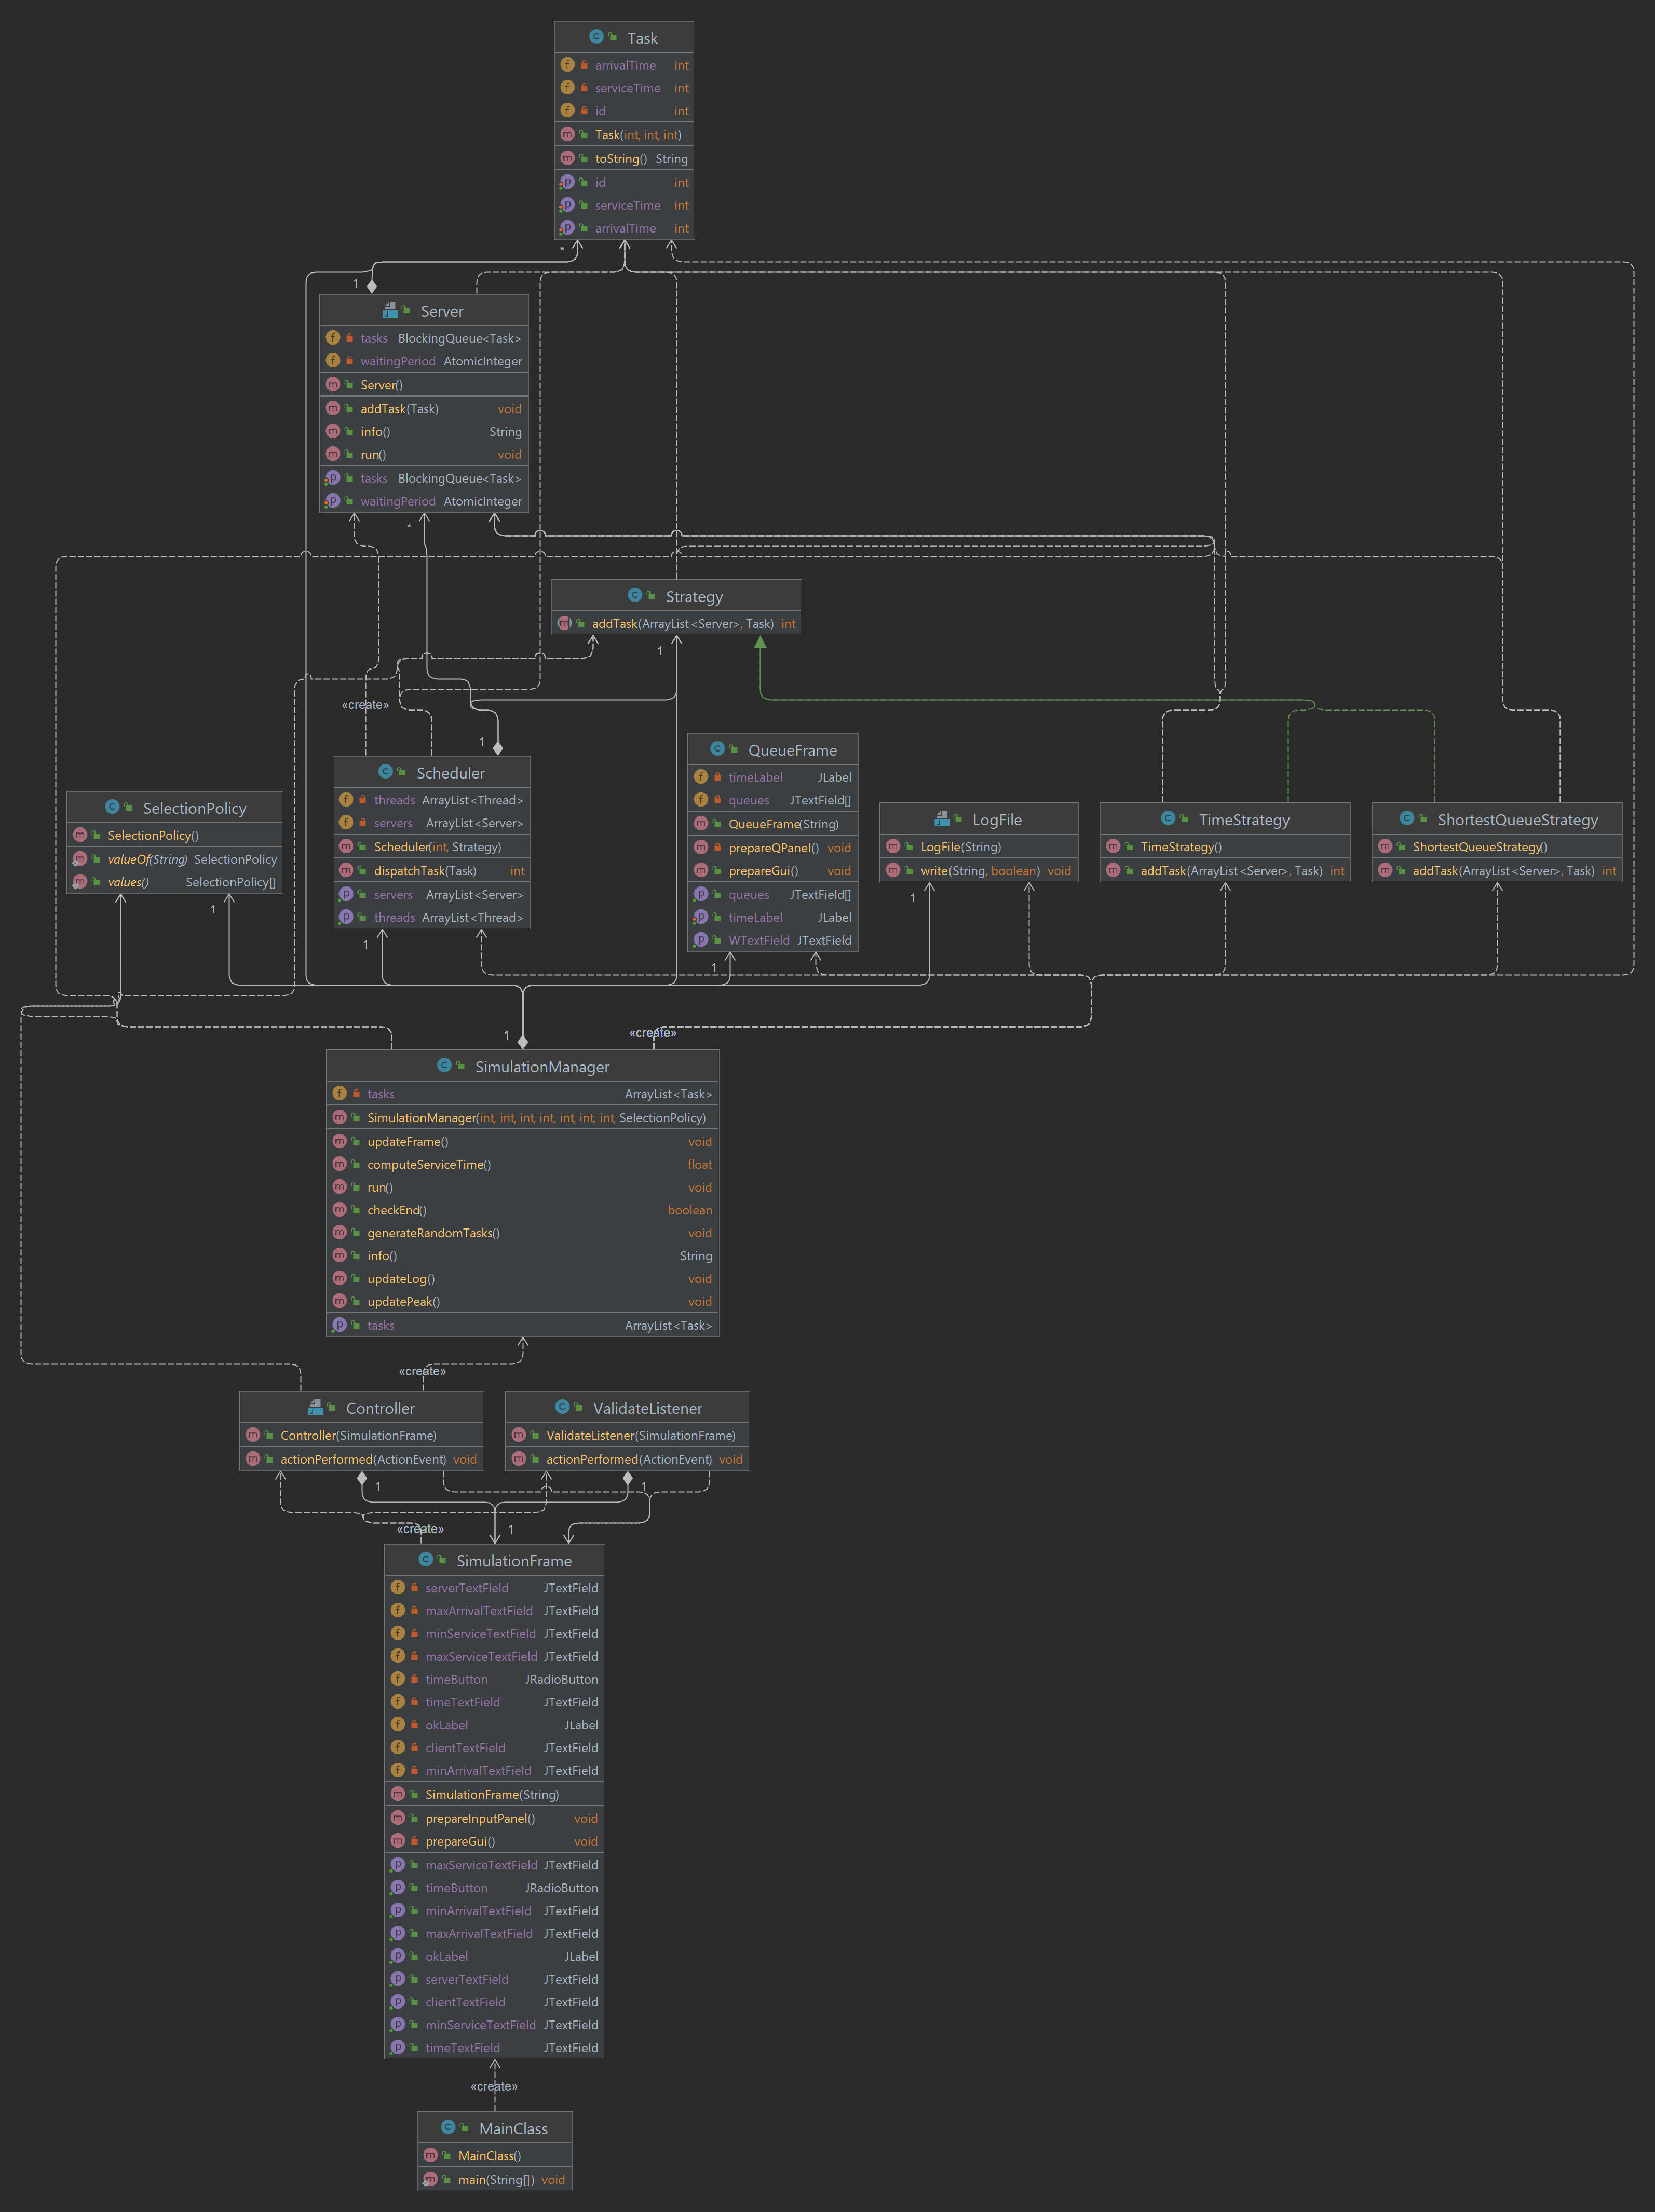 Task
arrivalTime int
serviceTime int
id int
Task(int, int, int)
toString() String
id int
serviceTime int
arrivalTime int
*
1
Server
tasks BlockingQueue<Task>
waitingPeriod AtomicInteger
Server()
addTask(Task) void
info() String
run() void
tasks BlockingQueue<Task>
waitingPeriod AtomicInteger
*
Strategy
addTask(ArrayList<Server>, Task) int
1
«create»
1
Scheduler
threads ArrayList<Thread>
servers ArrayList<Server>
Scheduler(int, Strategy)
dispatchTask(Task) int
servers ArrayList<Server>
threads ArrayList<Thread>
1
QueueFrame
timeLabel JLabel
queues JTextField[]
QueueFrame(String)
prepareQPanel() void
prepareGui() void
queues JTextField[]
timeLabel JLabel
WTextField JTextField
1
SelectionPolicy
SelectionPolicy()
valueOf(String) SelectionPolicy
values() SelectionPolicy[]
1
LogFile
LogFile(String)
write(String, boolean) void
1
TimeStrategy
TimeStrategy()
addTask(ArrayList<Server>, Task) int
ShortestQueueStrategy
ShortestQueueStrategy()
addTask(ArrayList<Server>, Task) int
1
«create»
SimulationManager
tasks ArrayList<Task>
SimulationManager(int, int, int, int, int, int, int, SelectionPolicy)
updateFrame() void
computeServiceTime() float
run() void
checkEnd() boolean
generateRandomTasks() void
info() String
updateLog() void
updatePeak() void
tasks ArrayList<Task>
«create»
Controller
Controller(SimulationFrame)
actionPerformed(ActionEvent) void
1
ValidateListener
ValidateListener(SimulationFrame)
actionPerformed(ActionEvent) void
1
«create»
1
SimulationFrame
serverTextField JTextField
maxArrivalTextField JTextField
minServiceTextField JTextField
maxServiceTextField JTextField
timeButton JRadioButton
timeTextField JTextField
okLabel JLabel
clientTextField JTextField
minArrivalTextField JTextField
SimulationFrame(String)
prepareInputPanel() void
prepareGui() void
maxServiceTextField JTextField
timeButton JRadioButton
minArrivalTextField JTextField
maxArrivalTextField JTextField
okLabel JLabel
serverTextField JTextField
clientTextField JTextField
minServiceTextField JTextField
timeTextField JTextField
«create»
MainClass
MainClass()
main(String[]) void